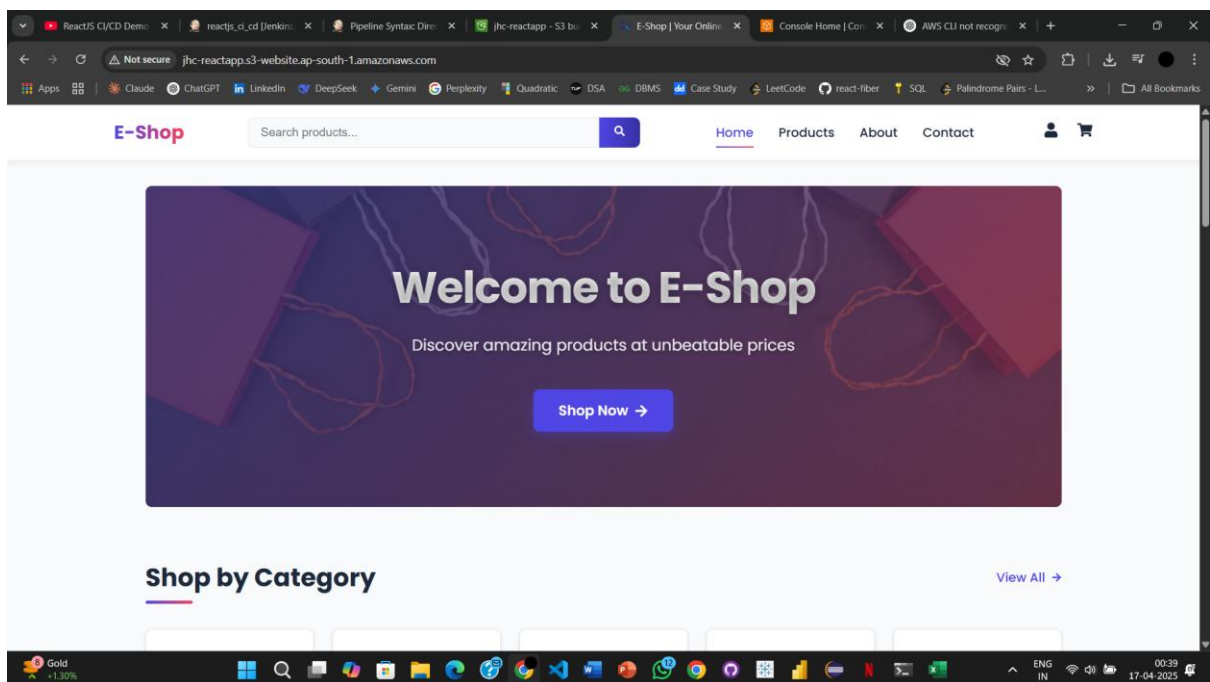 ReactJS CI/CD Demo
reactjs_ci_cd [Jenkins
Pipeline Syntax: Dire
jhc-reactapp - S3 bu
E-Shop | Your Online
Console Home | Con
AWS CLI not recogni
Not secure jhc-reactapp.s3-website.ap-south-1.amazonaws.com
Apps Claude ChatGPT LinkedIn DeepSeek Gemini Perplexity Quadratic DSA DBMS Case Study LeetCode react-fiber SQL Palindrome Pairs - L... » All Bookmarks
E-Shop Search products... Home Products About Contact
Welcome to E-Shop
Discover amazing products at unbeatable prices
Shop Now →
Shop by Category
View All →
Gold
+1.30%
ENG
IN
00:39
17-04-2025